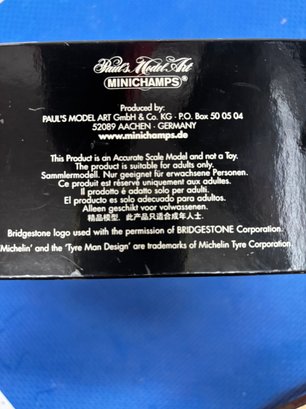 Paul's Model Art
MINICHAMPS®
Produced by:
PAUL'S MODEL ART GmbH & Co. KG · P.O. Box 50 05 04
52089 AACHEN · GERMANY
www.minichamps.de
This Product is an Accurate Scale Model and not a Toy.
The product is suitable for adults only.
Sammlermodell. Nur geeignet für erwachsene Personen.
Ce produit est réservé uniquement aux adultes.
Il prodotto è adatto solo per adulti.
El producto es solo adecuado para adultos.
Alleen geschikt voor volwassenen.
精品模型. 此产品只适合成年人士.
Bridgestone logo used with the permission of BRIDGESTONE Corporation.
Michelin' and the 'Tyre Man Design' are trademarks of Michelin Tyre Corporation.